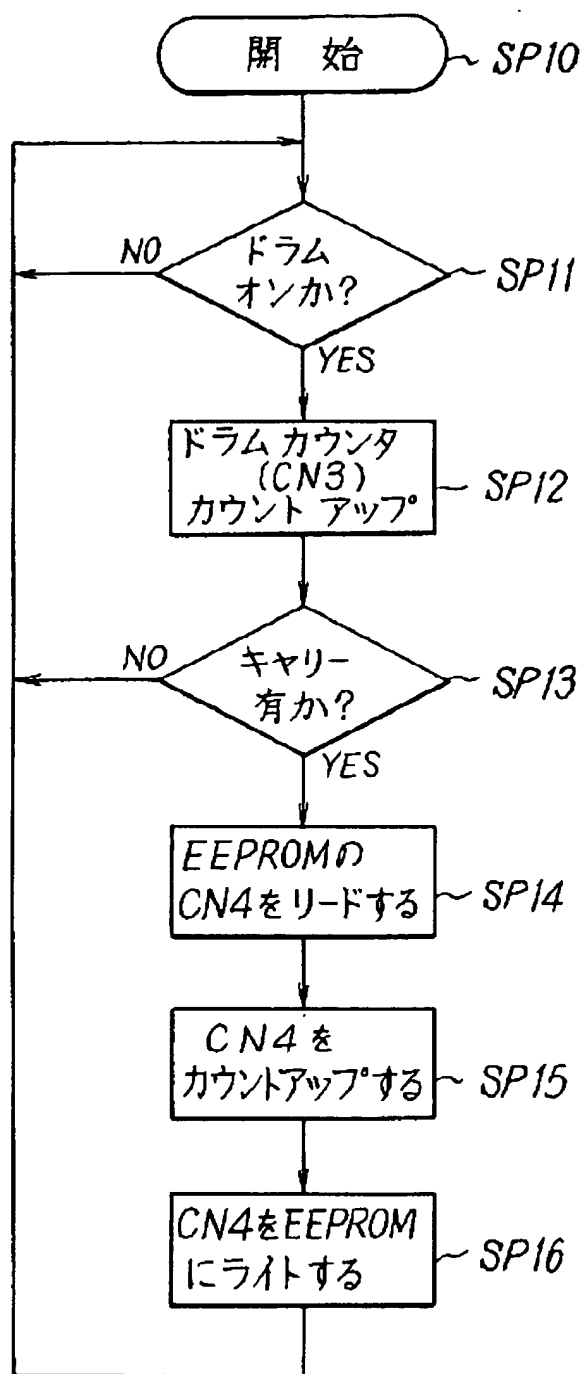 開始
SP10
NO
ドラム
オンか?
SP11
YES
ドラム カウンタ
(CN3)
カウント アップ
SP12
NO
キャリー
有か?
SP13
YES
EEPROMの
CN4をリードする
SP14
CN4を
カウントアップする
SP15
CN4をEEPROM
にライトする
SP16